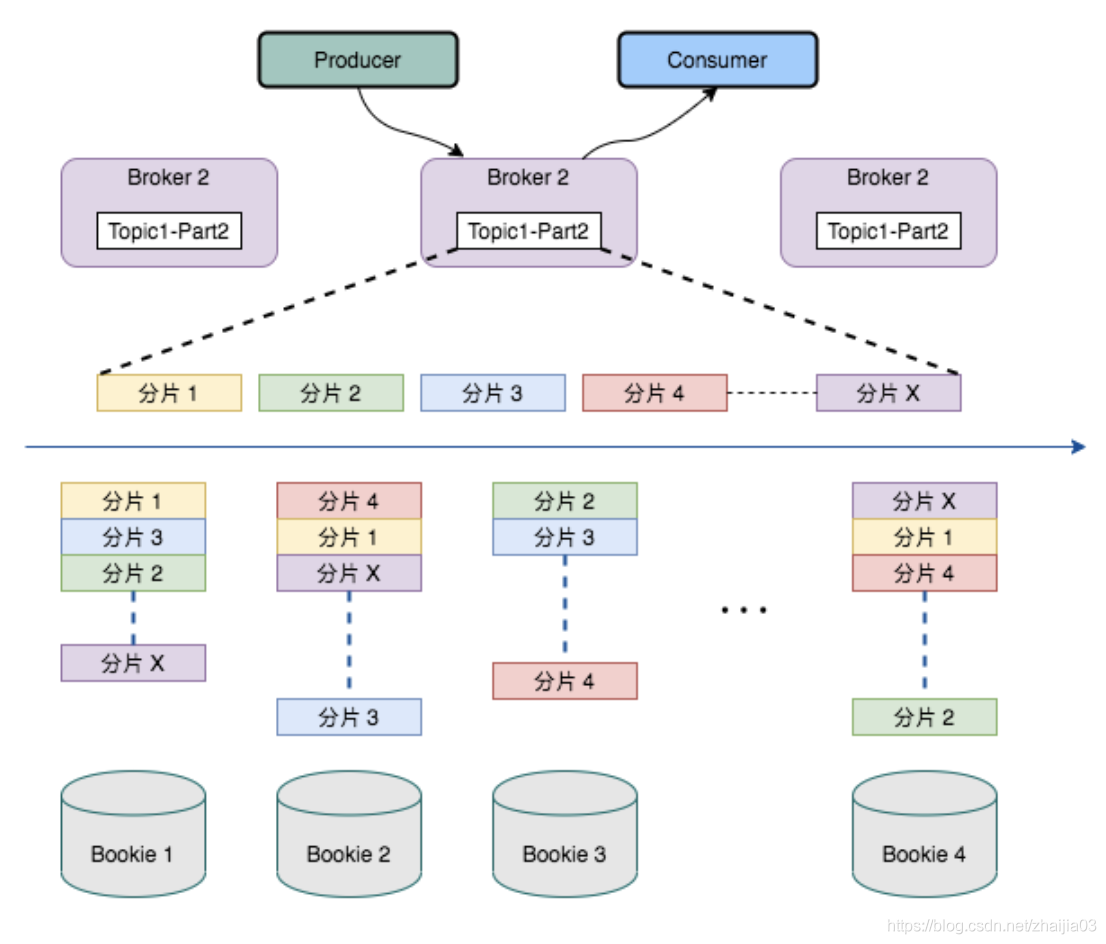 Producer
Consumer
Broker 2
Broker 2
Broker 2
Topic1-Part2
Topic1-Part2
Topic1-Part2
分片 1
分片 2
分片 3
分片 4
分片 X
分片 1
分片 4
分片 2
分片 X
分片 3
分片 1
分片 3
分片 1
分片 2
分片 X
分片 4
分片 X
分片 4
分片 3
分片 2
Bookie 1
Bookie 2
Bookie 3
Bookie 4
https://blog.csdn.net/zhaijia03